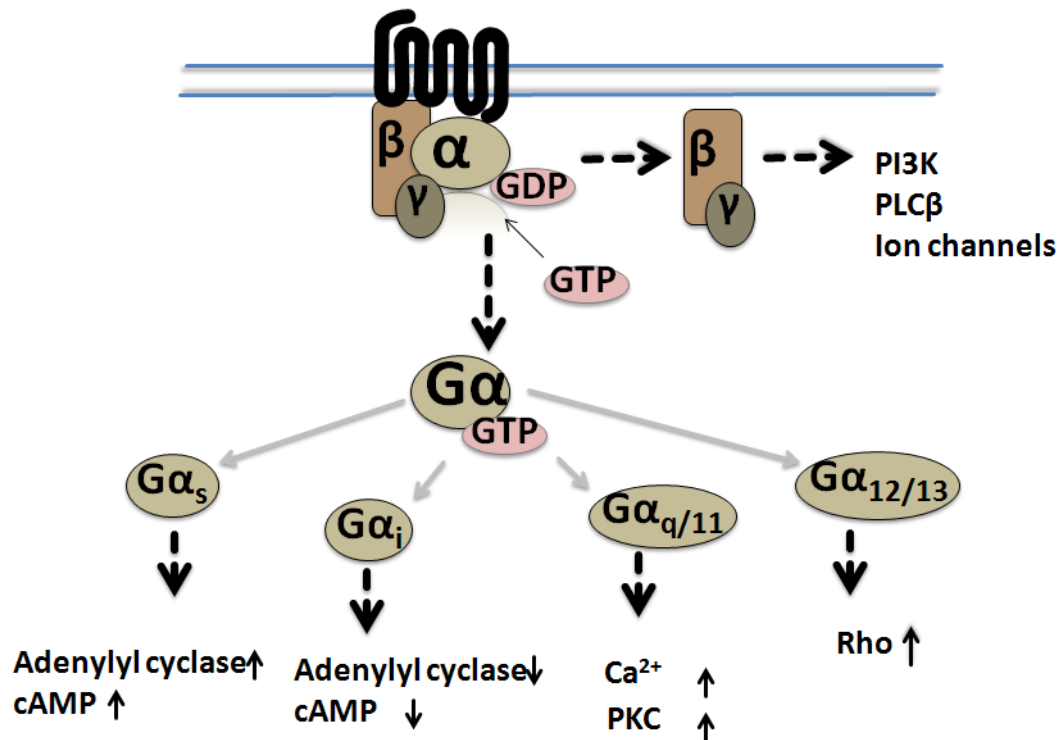 β
α
γ
GDP
GTP
β
γ
PI3K
PLCβ
Ion channels
Gα
GTP
Gαs
Gαi
Gαq/11
Gα12/13
Adenylyl cyclase↑
cAMP ↑
Adenylyl cyclase↓
cAMP ↓
Ca²⁺ ↑
PKC ↑
Rho ↑